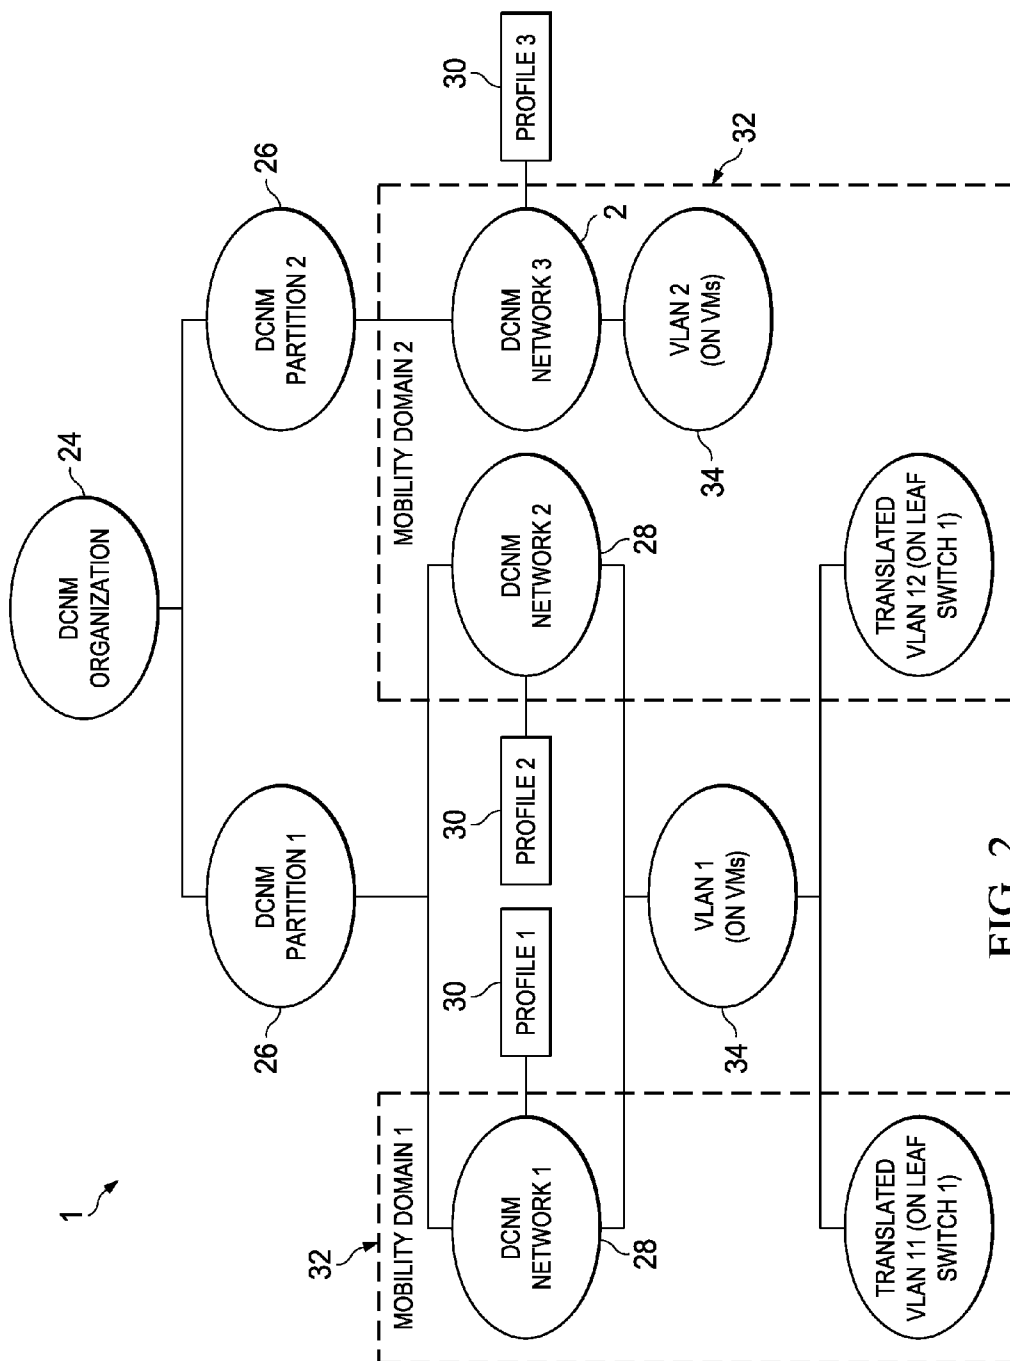 1
DCNM
ORGANIZATION
24
DCNM
PARTITION 1
26
DCNM
PARTITION 2
26
MOBILITY DOMAIN 1
32
MOBILITY DOMAIN 2
32
DCNM
NETWORK 1
28
PROFILE 1
30
PROFILE 2
30
DCNM
NETWORK 2
28
DCNM
NETWORK 3
2
PROFILE 3
30
VLAN 1
(ON VMs)
34
VLAN 2
(ON VMs)
34
TRANSLATED
VLAN 11 (ON LEAF
SWITCH 1)
TRANSLATED
VLAN 12 (ON LEAF
SWITCH 1)
FIG. 2